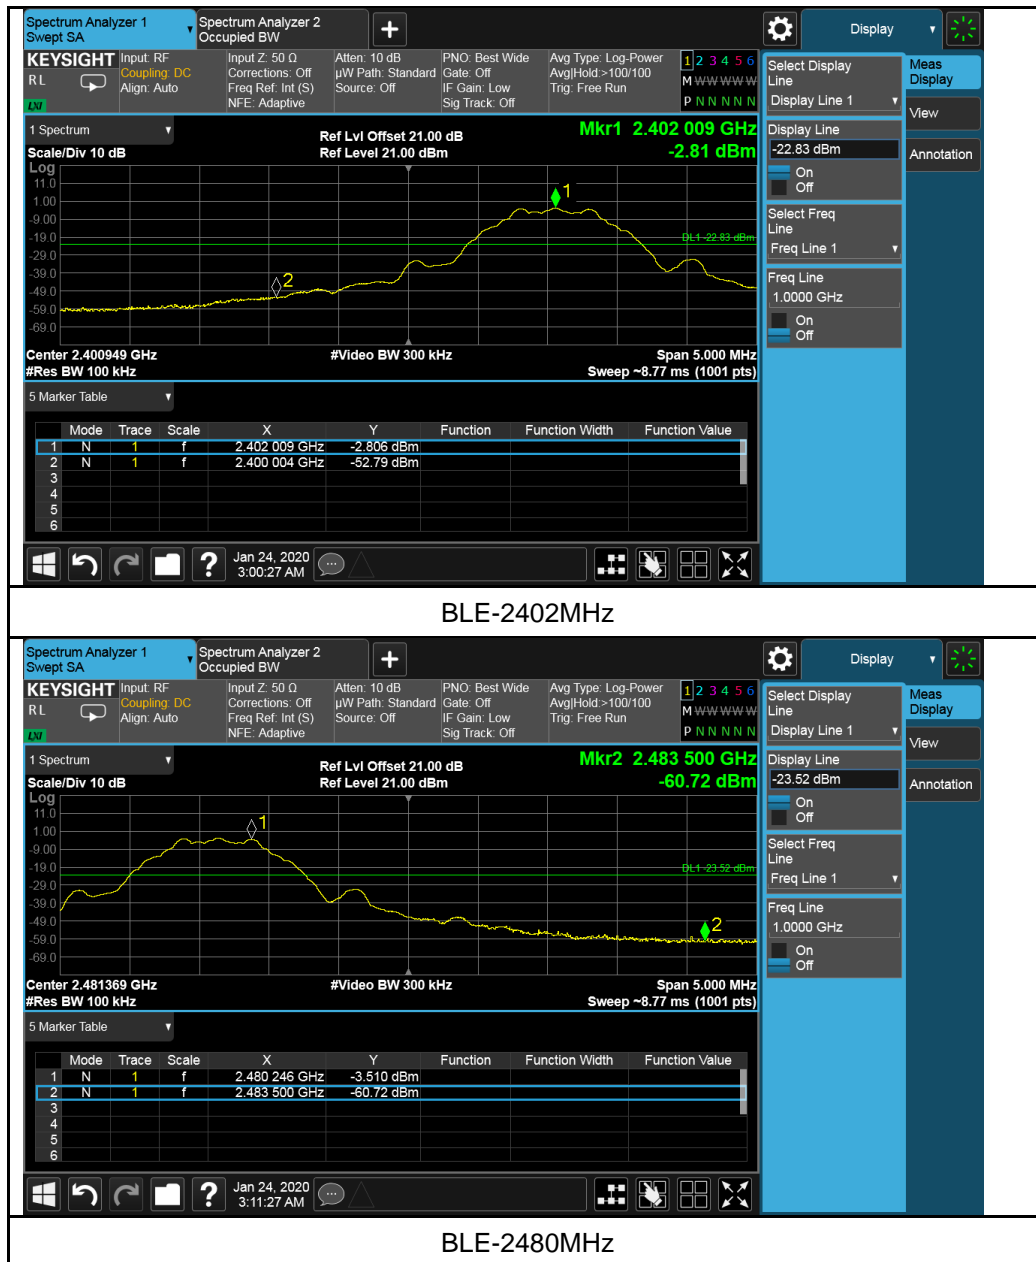 Spectrum Analyzer 1
Swept SA
Spectrum Analyzer 2
Occupied BW
Display
KEYSIGHT
R L
LXI
Input: RF
Coupling: DC
Align: Auto
Input Z: 50 Ω
Corrections: Off
Freq Ref: Int (S)
NFE: Adaptive
Atten: 10 dB
µW Path: Standard
Source: Off
PNO: Best Wide
Gate: Off
IF Gain: Low
Sig Track: Off
Avg Type: Log-Power
Avg|Hold:>100/100
Trig: Free Run
1 2 3 4 5 6
M W W W W W
P N N N N N
Select Display
Line
Display Line 1
Meas
Display
View
Annotation
1 Spectrum
Scale/Div 10 dB
Ref Lvl Offset 21.00 dB
Ref Level 21.00 dBm
Mkr1 2.402 009 GHz
-2.81 dBm
Display Line
-22.83 dBm
On
Off
Log
11.0
1.00
-9.00
-19.0
-29.0
-39.0
-49.0
-59.0
-69.0
1
2
DL1 -22.83 dBm
Select Freq
Line
Freq Line 1
Freq Line
1.0000 GHz
On
Off
Center 2.400949 GHz
#Res BW 100 kHz
#Video BW 300 kHz
Span 5.000 MHz
Sweep ~8.77 ms (1001 pts)
5 Marker Table
Mode Trace Scale X Y Function Function Width Function Value
1 N 1 f 2.402 009 GHz -2.806 dBm
2 N 1 f 2.400 004 GHz -52.79 dBm
3
4
5
6
?
Jan 24, 2020
3:00:27 AM
BLE-2402MHz
Spectrum Analyzer 1
Swept SA
Spectrum Analyzer 2
Occupied BW
Display
KEYSIGHT
R L
LXI
Input: RF
Coupling: DC
Align: Auto
Input Z: 50 Ω
Corrections: Off
Freq Ref: Int (S)
NFE: Adaptive
Atten: 10 dB
µW Path: Standard
Source: Off
PNO: Best Wide
Gate: Off
IF Gain: Low
Sig Track: Off
Avg Type: Log-Power
Avg|Hold:>100/100
Trig: Free Run
1 2 3 4 5 6
M W W W W W
P N N N N N
Select Display
Line
Display Line 1
Meas
Display
View
Annotation
1 Spectrum
Scale/Div 10 dB
Ref Lvl Offset 21.00 dB
Ref Level 21.00 dBm
Mkr2 2.483 500 GHz
-60.72 dBm
Display Line
-23.52 dBm
On
Off
Log
11.0
1.00
-9.00
-19.0
-29.0
-39.0
-49.0
-59.0
-69.0
1
2
DL1 -23.52 dBm
Select Freq
Line
Freq Line 1
Freq Line
1.0000 GHz
On
Off
Center 2.481369 GHz
#Res BW 100 kHz
#Video BW 300 kHz
Span 5.000 MHz
Sweep ~8.77 ms (1001 pts)
5 Marker Table
Mode Trace Scale X Y Function Function Width Function Value
1 N 1 f 2.480 246 GHz -3.510 dBm
2 N 1 f 2.483 500 GHz -60.72 dBm
3
4
5
6
?
Jan 24, 2020
3:11:27 AM
BLE-2480MHz